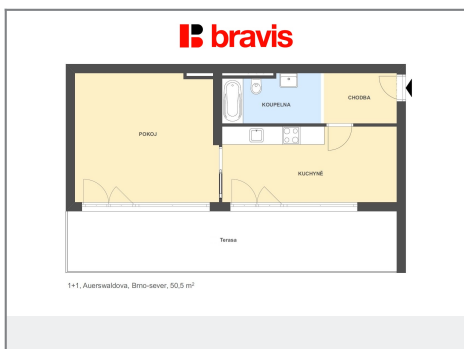 bravis
KOUPELNA
CHODBA
POKOJ
KUCHYNĚ
Terasa
1+1, Auerswaldova, Brno-sever, 50,5 m²